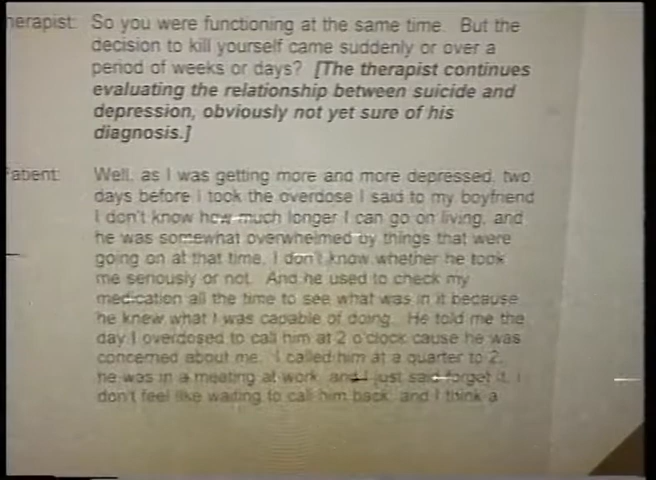 herapist: So you were functioning at the same time. But the
decision to kill yourself came suddenly or over a
period of weeks or days? [The therapist continues
evaluating the relationship between suicide and
depression, obviously not yet sure of his
diagnosis.]
atient: Well, as I was getting more and more depressed, two
days before I took the overdose I said to my boyfriend
I don't know how much longer I can go on living, and
he was somewhat overwhelmed by things that were
going on at that time. I don't know whether he took
me seriously or not. And he used to check my
medication all the time to see what was in it because
he knew what I was capable of doing. He told me the
day I overdosed to call him at 2 o'clock cause he was
concerned about me. I called him at a quarter to 2,
he was in a meeting at work, and I just said forget it, I
don't feel like waiting to call him back, and I think a